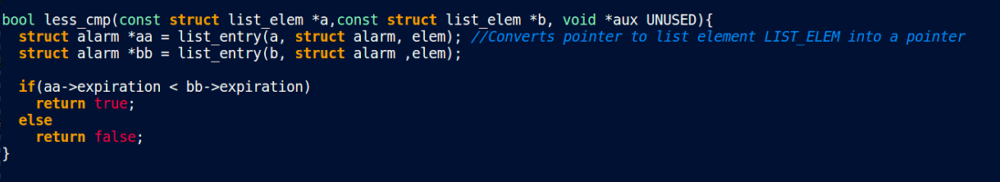 bool less_cmp(const struct list_elem *a,const struct list_elem *b, void *aux UNUSED){
  struct alarm *aa = list_entry(a, struct alarm, elem); //Converts pointer to list element LIST_ELEM into a pointer
  struct alarm *bb = list_entry(b, struct alarm ,elem);
  if(aa->expiration < bb->expiration)
    return true;
  else
    return false;
}